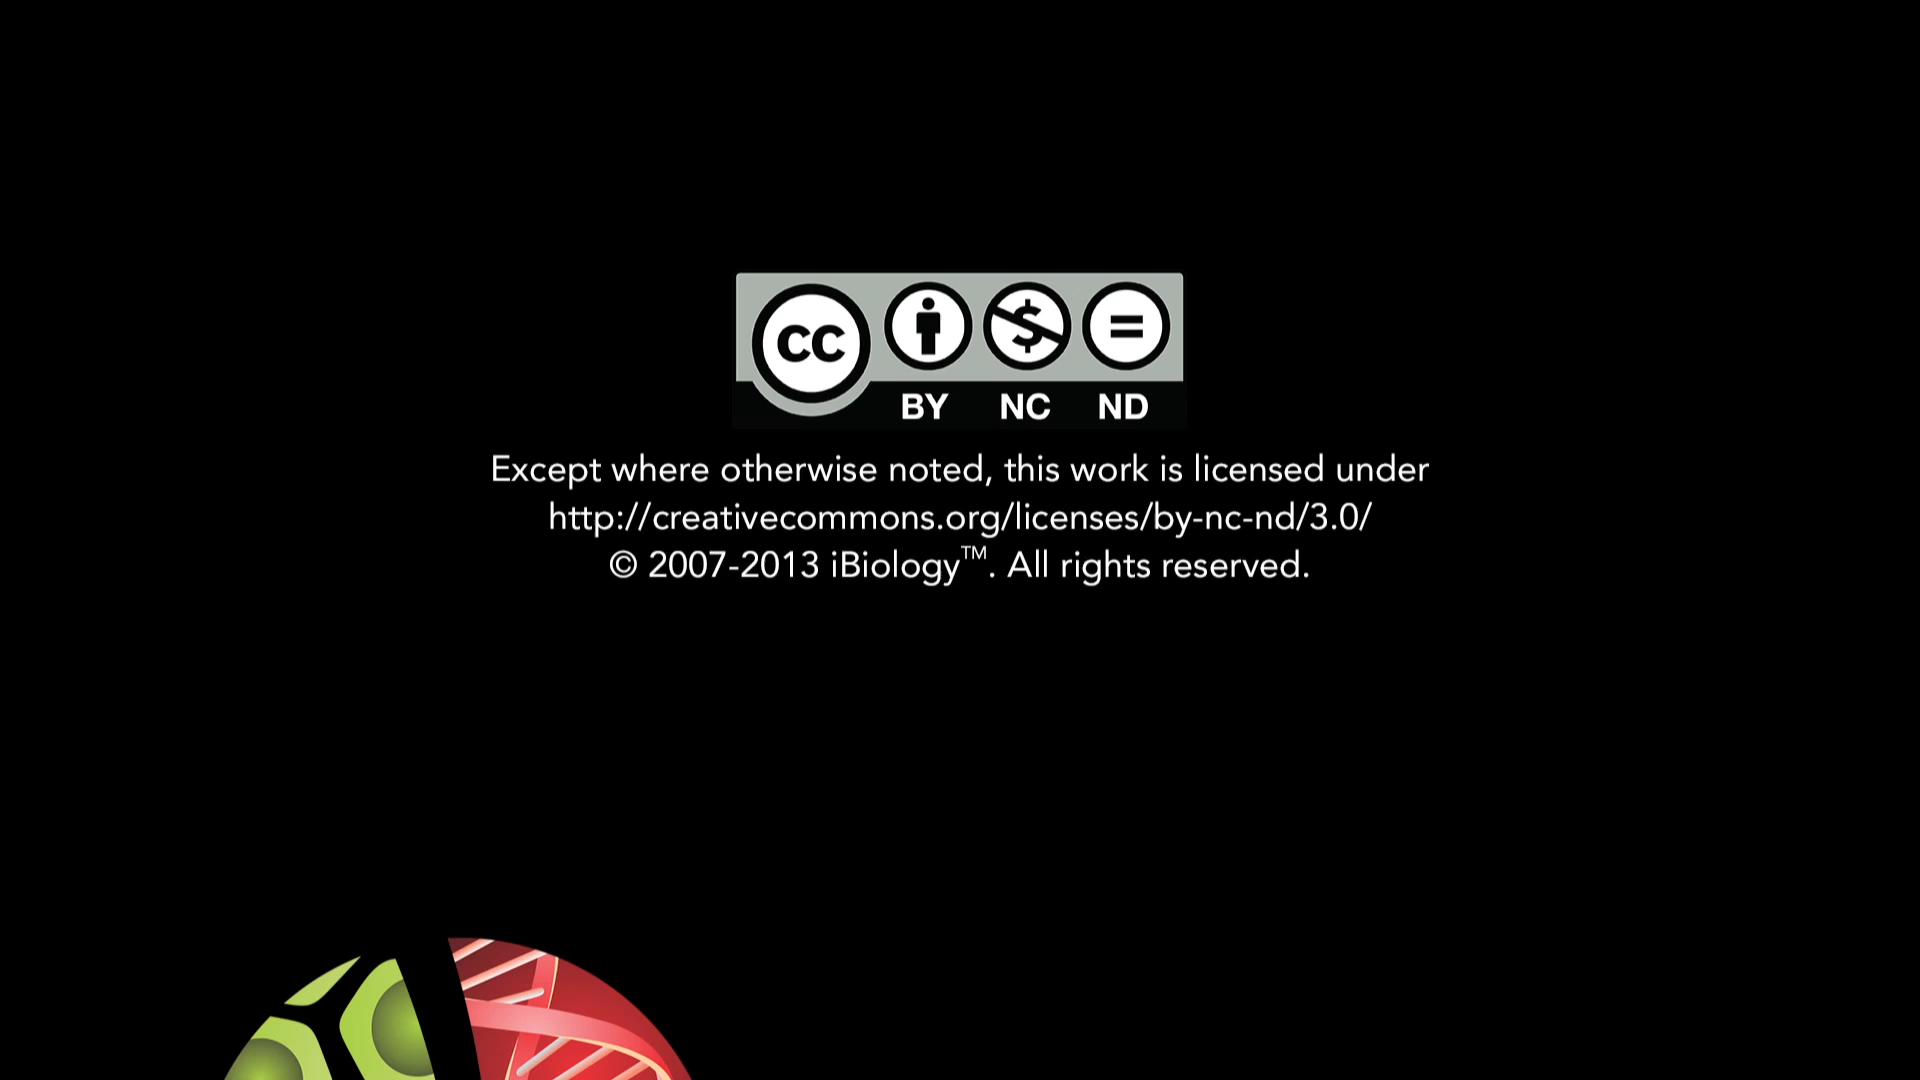 cc
BY NC ND
Except where otherwise noted, this work is licensed under
http://creativecommons.org/licenses/by-nc-nd/3.0/
© 2007-2013 iBiology™. All rights reserved.